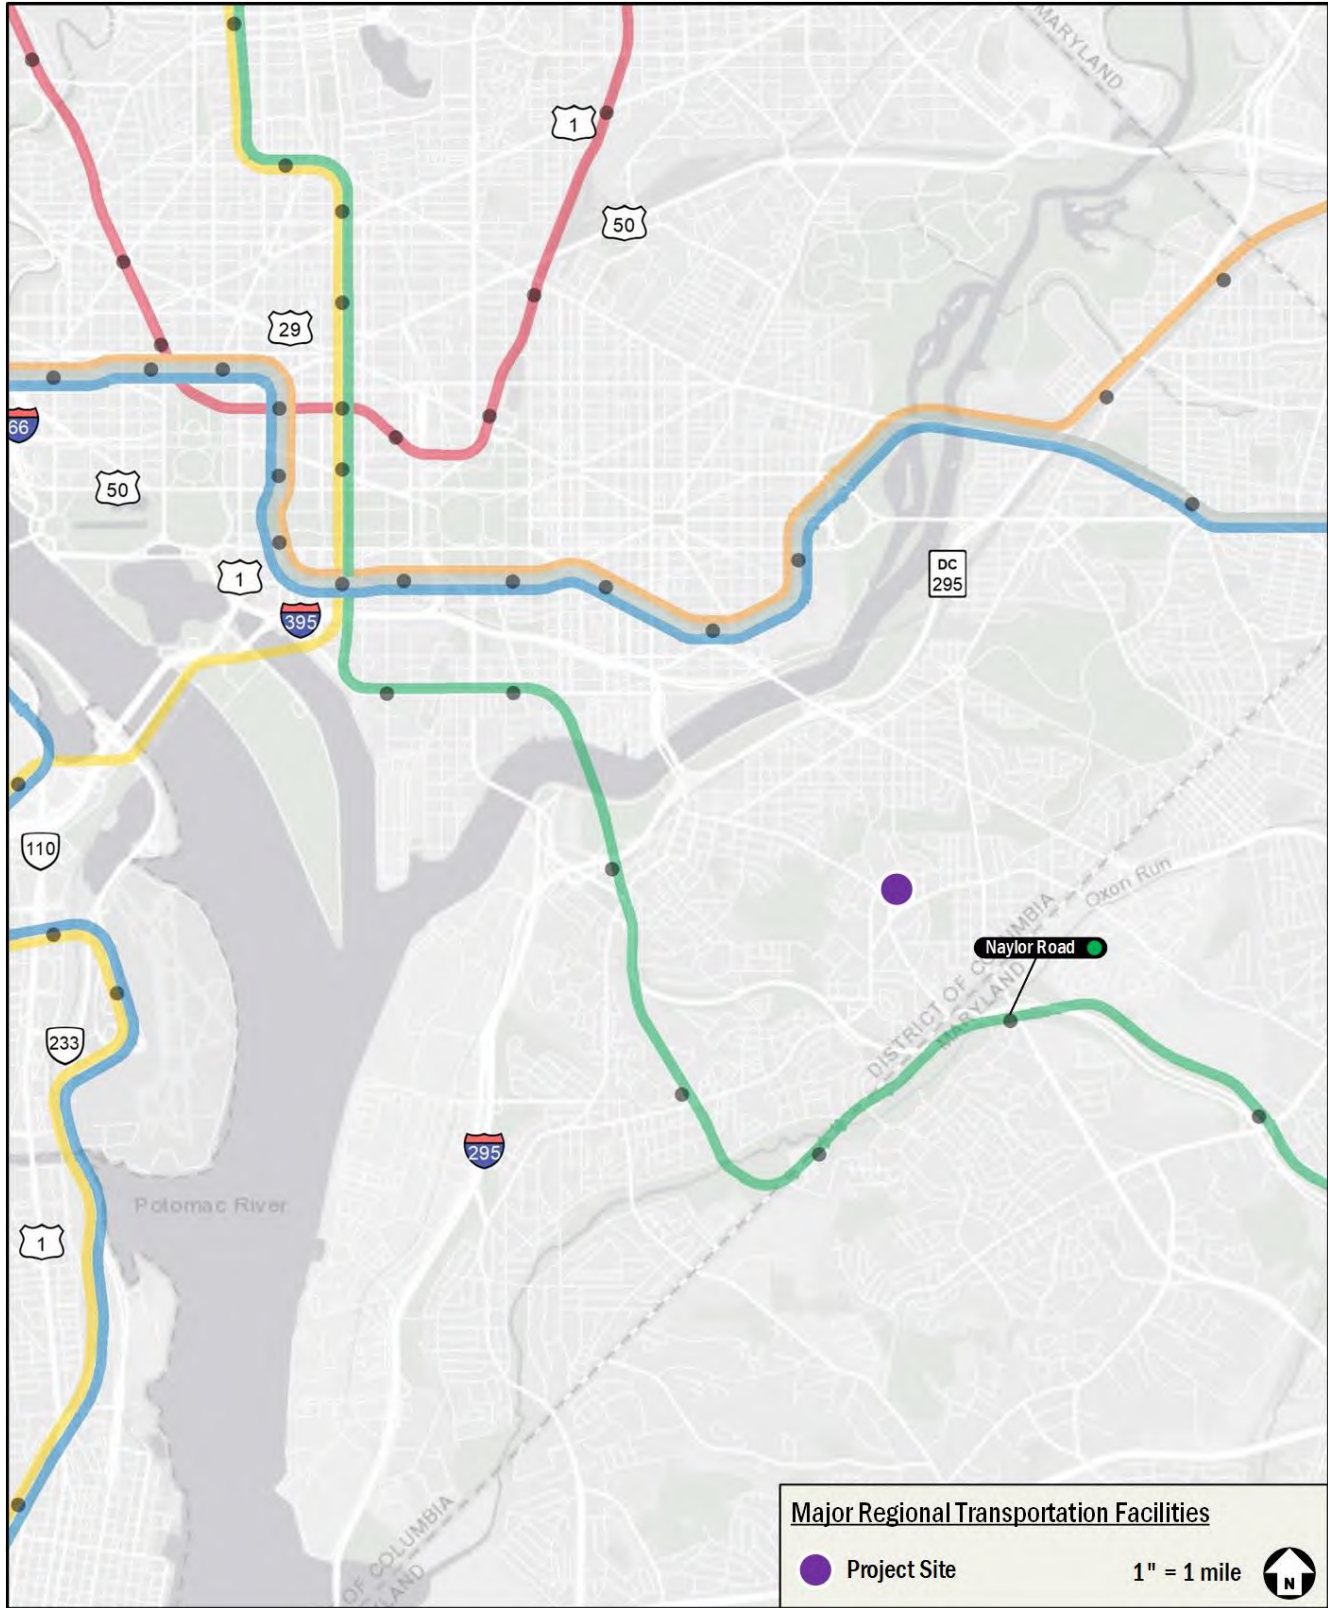 MARYLAND
1
50
29
66
50
1
395
DC
295
110
Oxon Run
DISTRICT OF COLUMBIA
MARYLAND
Naylor Road
233
295
Potomac River
1
OF COLUMBIA
YLAND
Major Regional Transportation Facilities
Project Site
1" = 1 mile
N